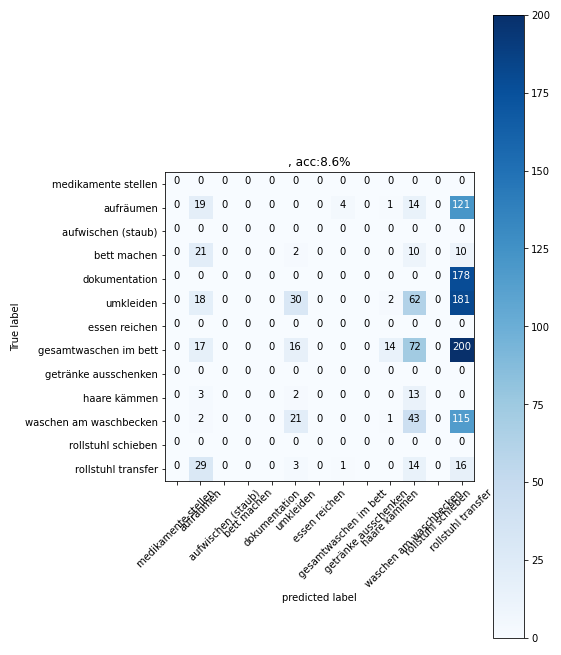 , acc:8.6%
True label
medikamente stellen 0 0 0 0 0 0 0 0 0 0 0 0 0
aufräumen 0 19 0 0 0 0 0 4 0 1 14 0 121
aufwischen (staub) 0 0 0 0 0 0 0 0 0 0 0 0 0
bett machen 0 21 0 0 0 2 0 0 0 0 10 0 10
dokumentation 0 0 0 0 0 0 0 0 0 0 0 0 178
umkleiden 0 18 0 0 0 30 0 0 0 2 62 0 181
essen reichen 0 0 0 0 0 0 0 0 0 0 0 0 0
gesamtwaschen im bett 0 17 0 0 0 16 0 0 0 14 72 0 200
getränke ausschenken 0 0 0 0 0 0 0 0 0 0 0 0 0
haare kämmen 0 3 0 0 0 2 0 0 0 0 13 0 0
waschen am waschbecken 0 2 0 0 0 21 0 0 0 1 43 0 115
rollstuhl schieben 0 0 0 0 0 0 0 0 0 0 0 0 0
rollstuhl transfer 0 29 0 0 0 3 0 1 0 0 14 0 16
medikamente stellen
aufräumen
aufwischen (staub)
bett machen
dokumentation
umkleiden
essen reichen
gesamtwaschen im bett
getränke ausschenken
haare kämmen
waschen am waschbecken
rollstuhl schieben
rollstuhl transfer
predicted label
200
175
150
125
100
75
50
25
0